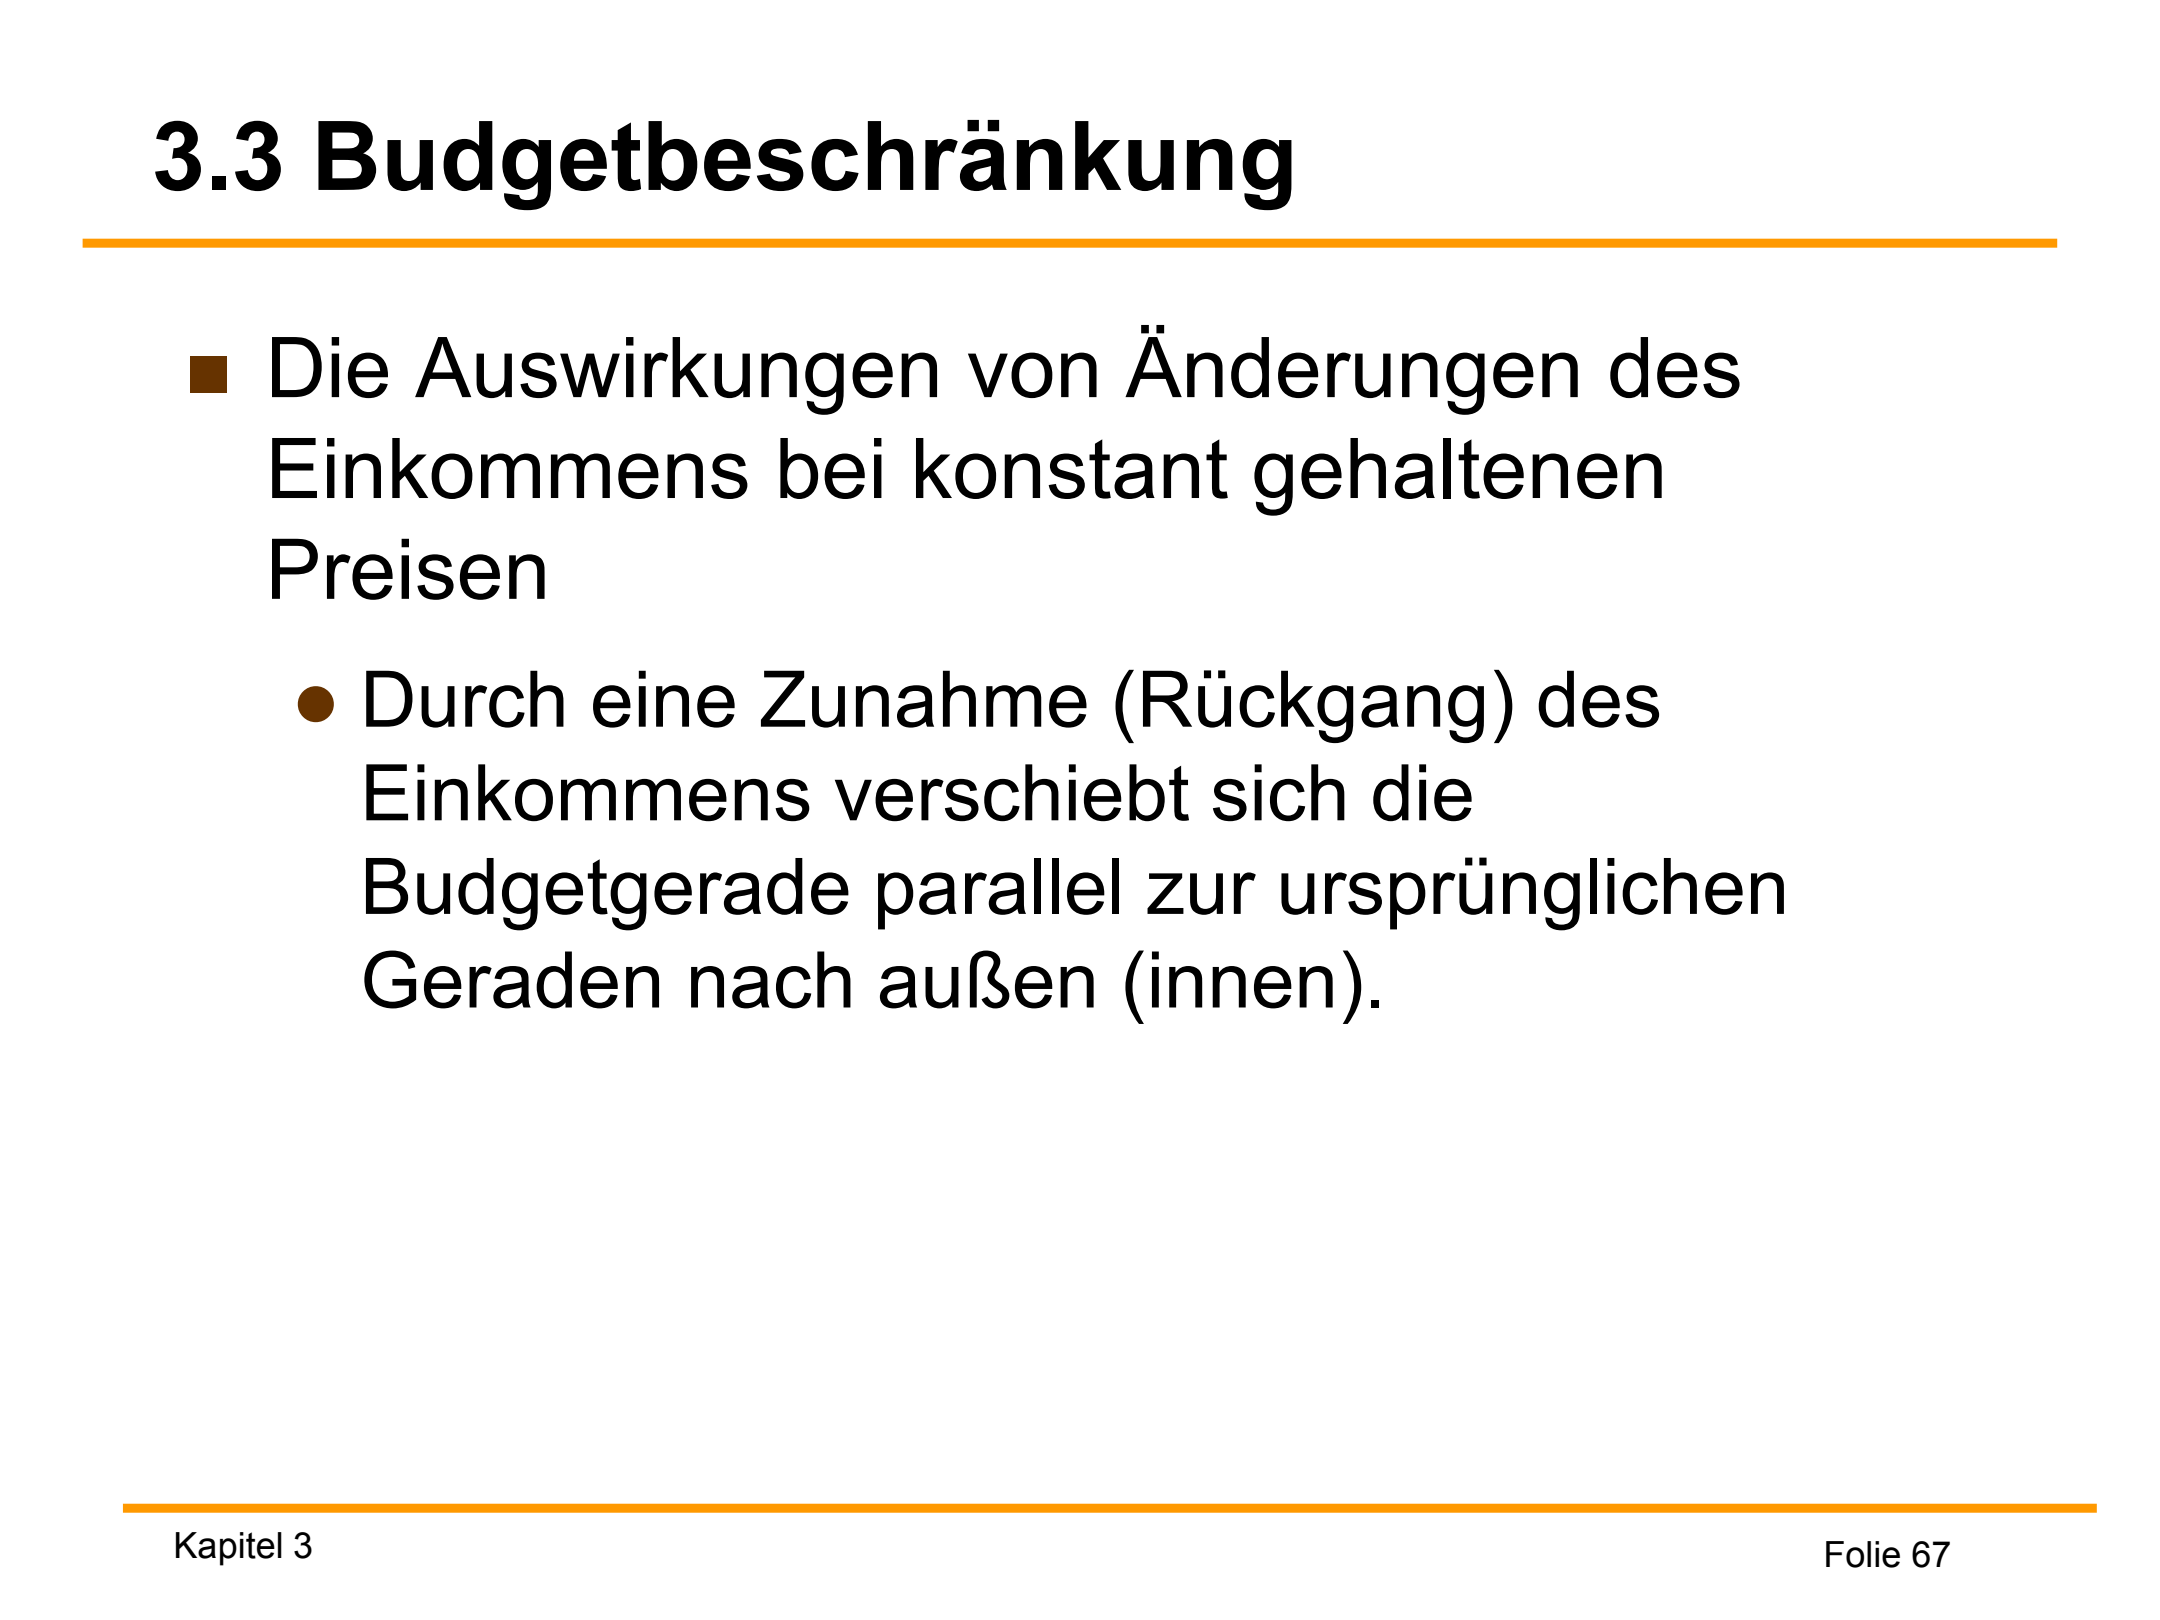 3.3 Budgetbeschränkung
Die Auswirkungen von Änderungen des
Einkommens bei konstant gehaltenen
Preisen
Durch eine Zunahme (Rückgang) des
Einkommens verschiebt sich die
Budgetgerade parallel zur ursprünglichen
Geraden nach außen (innen).
Kapitel 3
Folie 67